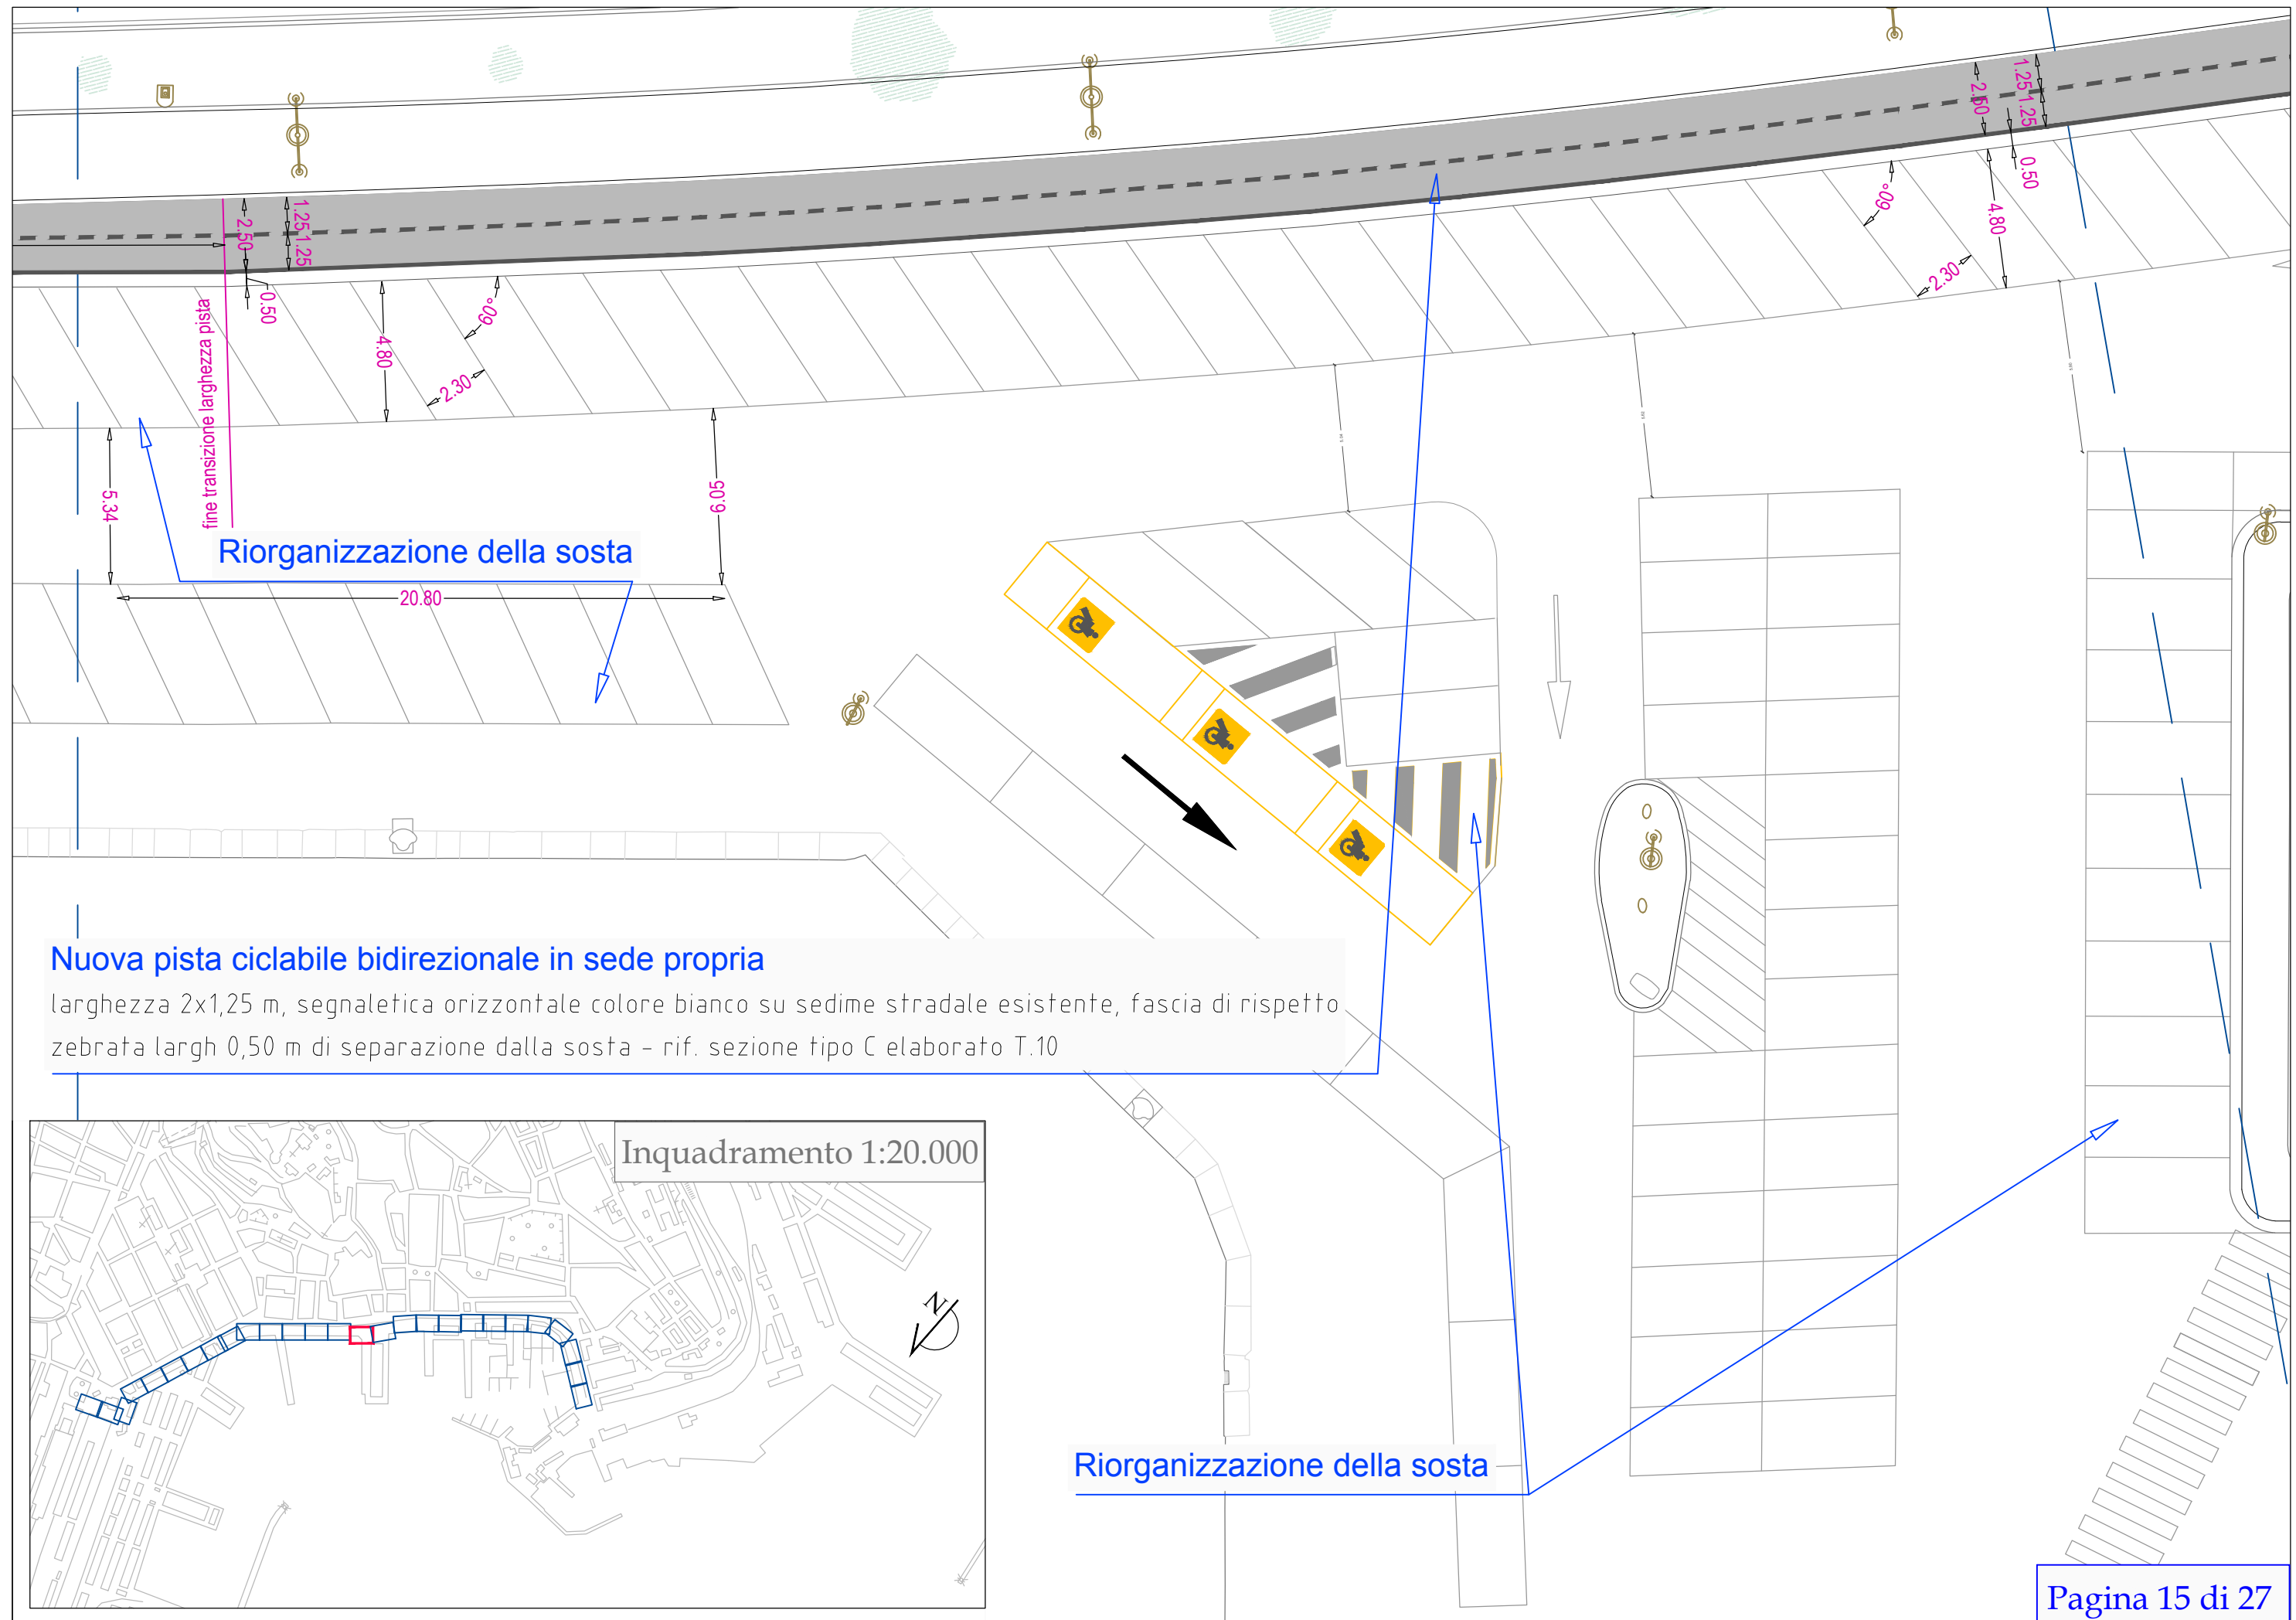 1.25
1.25
2.50
0.50
60°
4.80
2.30
2.50
1.25
1.25
0.50
fine transizione larghezza pista
60°
4.80
2.30
5.34
6.05
20.80
Riorganizzazione della sosta
Nuova pista ciclabile bidirezionale in sede propria
larghezza 2x1,25 m, segnaletica orizzontale colore bianco su sedime stradale esistente, fascia di rispetto
zebrata largh 0,50 m di separazione dalla sosta – rif. sezione tipo C elaborato T.10
Inquadramento 1:20.000
N
Riorganizzazione della sosta
Pagina 15 di 27